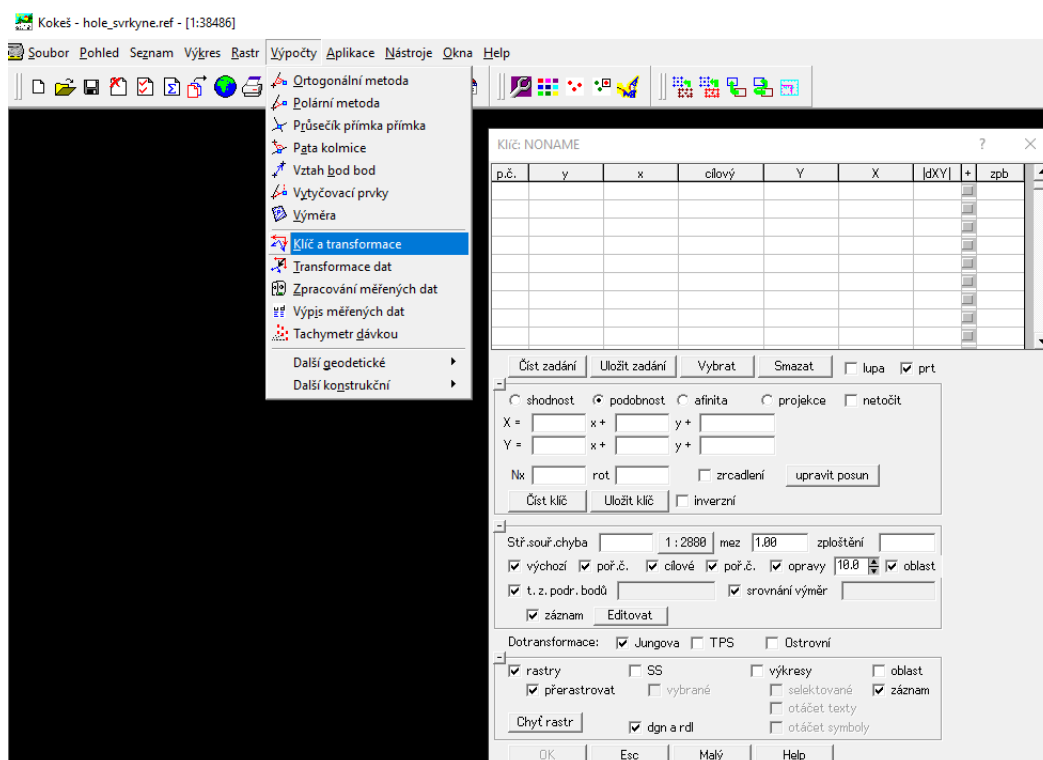 Kokeš - hole_svrkyne.ref - [1:38486]
Soubor Pohled Seznam Výkres Rastr Výpočty Aplikace Nástroje Okna Help
Ortogonální metoda
Polární metoda
Průsečík přímka přímka
Pata kolmice
Vztah bod bod
Vytyčovací prvky
Výměra
Klíč a transformace
Transformace dat
Zpracování měřených dat
Výpis měřených dat
Tachymetr dávkou
Další geodetické
Další konstrukční
Klíč: NONAME ?
p.č. y x cílový Y X |dXY| + zpb
Číst zadání Uložit zadání Vybrat Smazat lupa prt
shodnost podobnost afinita projekce netočit
X = x + y +
Y = x + y +
Nx rot zrcadlení upravit posun
Číst klíč Uložit klíč inverzní
Stř.souř.chyba 1:2880 mez 1.00 zploštění
výchozí poř.č. cílové poř.č. opravy 10.0 oblast
t. z. podr. bodů srovnání výměr
záznam Editovat
Dotransformace: Jungova TPS Ostrovní
rastry SS výkresy oblast
přerastrovat vybrané selektované záznam
otáčet texty
Chyť rastr dgn a rdl otáčet symboly
OK Esc Malý Help